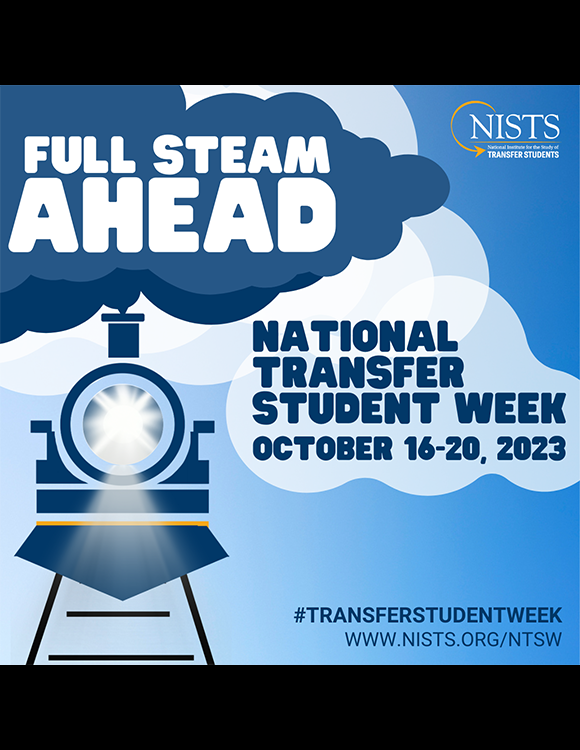 FULL STEAM
AHEAD
NISTS
National Institute for the Study of
TRANSFER STUDENTS
NATIONAL
TRANSFER
STUDENT WEEK
OCTOBER 16-20, 2023
#TRANSFERSTUDENTWEEK
WWW.NISTS.ORG/NTSW